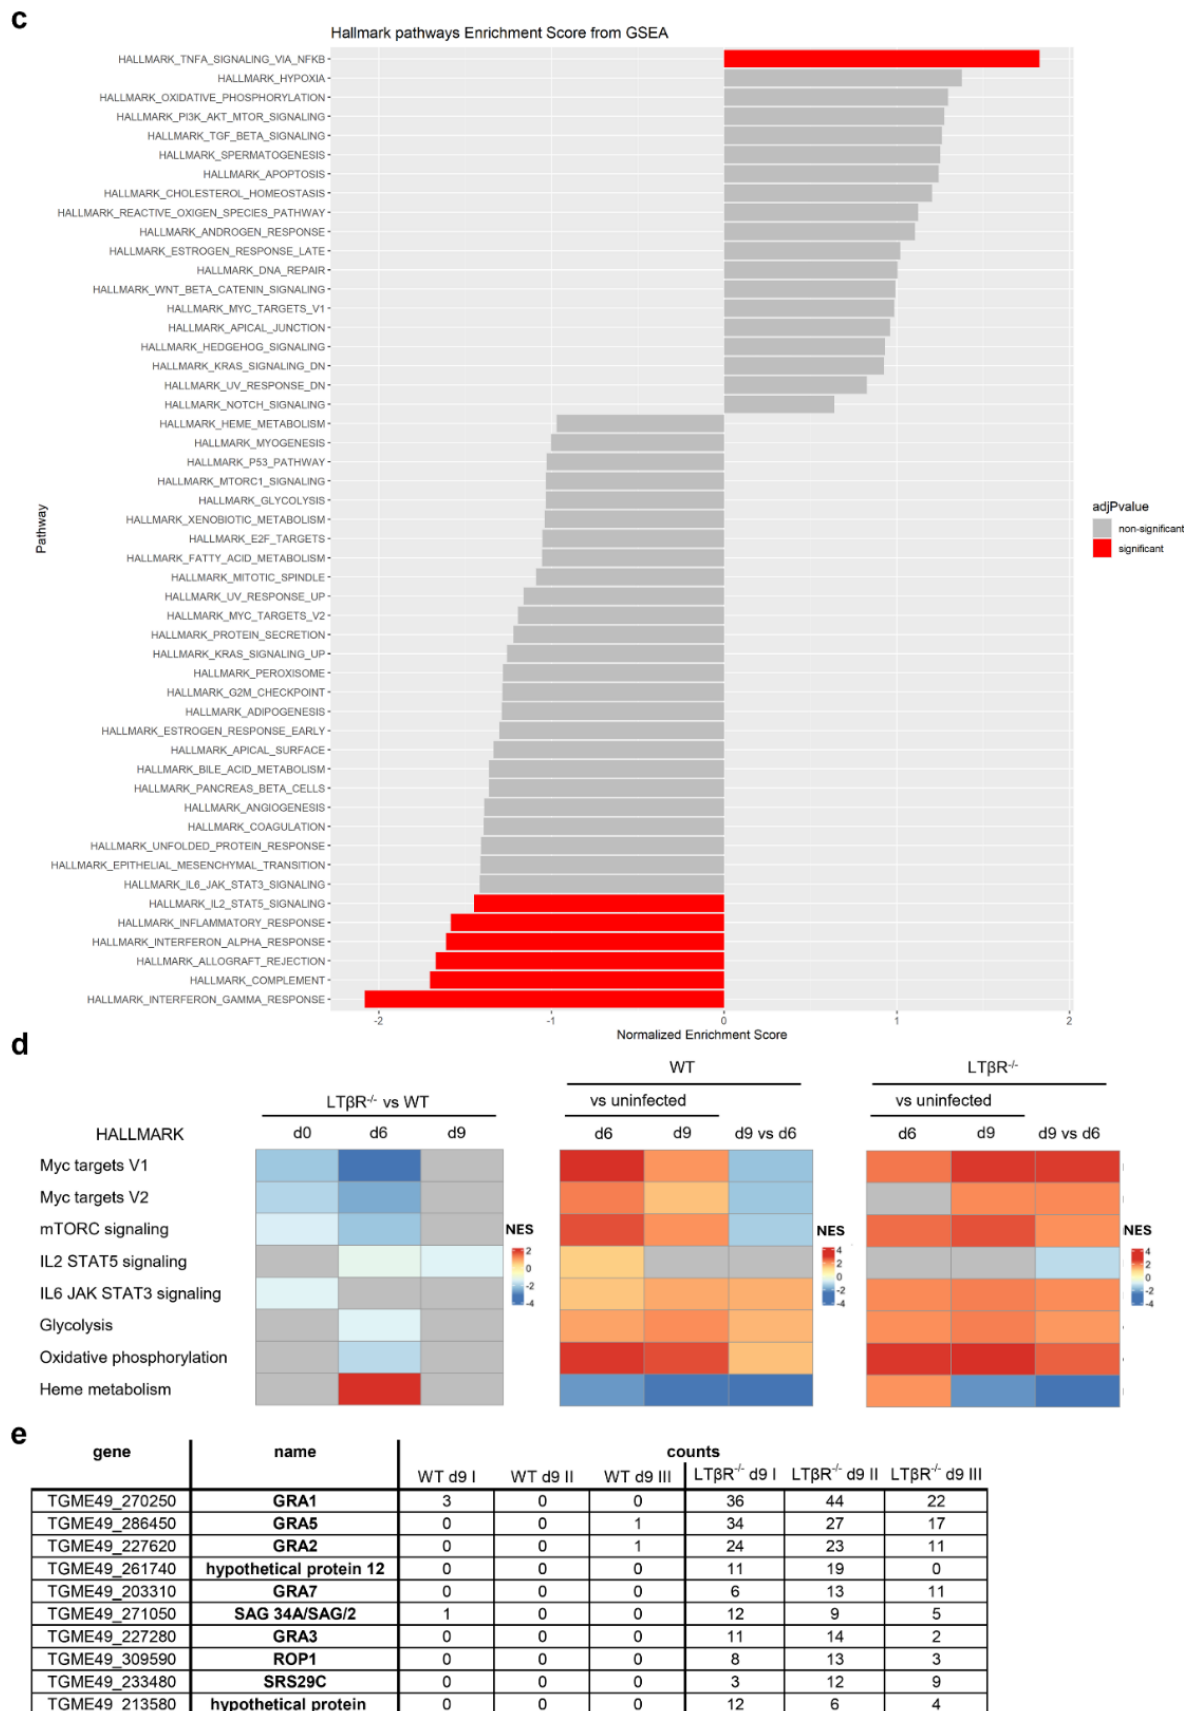 c
Hallmark pathways Enrichment Score from GSEA
HALLMARK_TNFA_SIGNALING_VIA_NFKB
HALLMARK_HYPOXIA
HALLMARK_OXIDATIVE_PHOSPHORYLATION
HALLMARK_PI3K_AKT_MTOR_SIGNALING
HALLMARK_TGF_BETA_SIGNALING
HALLMARK_SPERMATOGENESIS
HALLMARK_APOPTOSIS
HALLMARK_CHOLESTEROL_HOMEOSTASIS
HALLMARK_REACTIVE_OXIGEN_SPECIES_PATHWAY
HALLMARK_ANDROGEN_RESPONSE
HALLMARK_ESTROGEN_RESPONSE_LATE
HALLMARK_DNA_REPAIR
HALLMARK_WNT_BETA_CATENIN_SIGNALING
HALLMARK_MYC_TARGETS_V1
HALLMARK_APICAL_JUNCTION
HALLMARK_HEDGEHOG_SIGNALING
HALLMARK_KRAS_SIGNALING_DN
HALLMARK_UV_RESPONSE_DN
HALLMARK_NOTCH_SIGNALING
HALLMARK_HEME_METABOLISM
HALLMARK_MYOGENESIS
HALLMARK_P53_PATHWAY
HALLMARK_MTORC1_SIGNALING
HALLMARK_GLYCOLYSIS
HALLMARK_XENOBIOTIC_METABOLISM
HALLMARK_E2F_TARGETS
HALLMARK_FATTY_ACID_METABOLISM
HALLMARK_MITOTIC_SPINDLE
HALLMARK_UV_RESPONSE_UP
HALLMARK_MYC_TARGETS_V2
HALLMARK_PROTEIN_SECRETION
HALLMARK_KRAS_SIGNALING_UP
HALLMARK_PEROXISOME
HALLMARK_G2M_CHECKPOINT
HALLMARK_ADIPOGENESIS
HALLMARK_ESTROGEN_RESPONSE_EARLY
HALLMARK_APICAL_SURFACE
HALLMARK_BILE_ACID_METABOLISM
HALLMARK_PANCREAS_BETA_CELLS
HALLMARK_ANGIOGENESIS
HALLMARK_COAGULATION
HALLMARK_UNFOLDED_PROTEIN_RESPONSE
HALLMARK_EPITHELIAL_MESENCHYMAL_TRANSITION
HALLMARK_IL6_JAK_STAT3_SIGNALING
HALLMARK_IL2_STAT5_SIGNALING
HALLMARK_INFLAMMATORY_RESPONSE
HALLMARK_INTERFERON_ALPHA_RESPONSE
HALLMARK_ALLOGRAFT_REJECTION
HALLMARK_COMPLEMENT
HALLMARK_INTERFERON_GAMMA_RESPONSE
Pathway
-2 -1 0 1 2
Normalized Enrichment Score
adjPvalue
non-significant
significant
d
WT LTβR-/-
LTβR-/- vs WT vs uninfected vs uninfected
HALLMARK d0 d6 d9 d6 d9 d9 vs d6 d6 d9 d9 vs d6
Myc targets V1
Myc targets V2
mTORC signaling
IL2 STAT5 signaling
IL6 JAK STAT3 signaling
Glycolysis
Oxidative phosphorylation
Heme metabolism
NES
2
0
-2
-4
NES
4
2
0
-2
-4
NES
4
2
0
-2
-4
e
gene name counts
WT d9 I WT d9 II WT d9 III LTβR-/- d9 I LTβR-/- d9 II LTβR-/- d9 III
TGME49_270250 GRA1 3 0 0 36 44 22
TGME49_286450 GRA5 0 0 1 34 27 17
TGME49_227620 GRA2 0 0 1 24 23 11
TGME49_261740 hypothetical protein 12 0 0 0 11 19 0
TGME49_203310 GRA7 0 0 0 6 13 11
TGME49_271050 SAG 34A/SAG/2 1 0 0 12 9 5
TGME49_227280 GRA3 0 0 0 11 14 2
TGME49_309590 ROP1 0 0 0 8 13 3
TGME49_233480 SRS29C 0 0 0 3 12 9
TGME49_213580 hypothetical protein 0 0 0 12 6 4